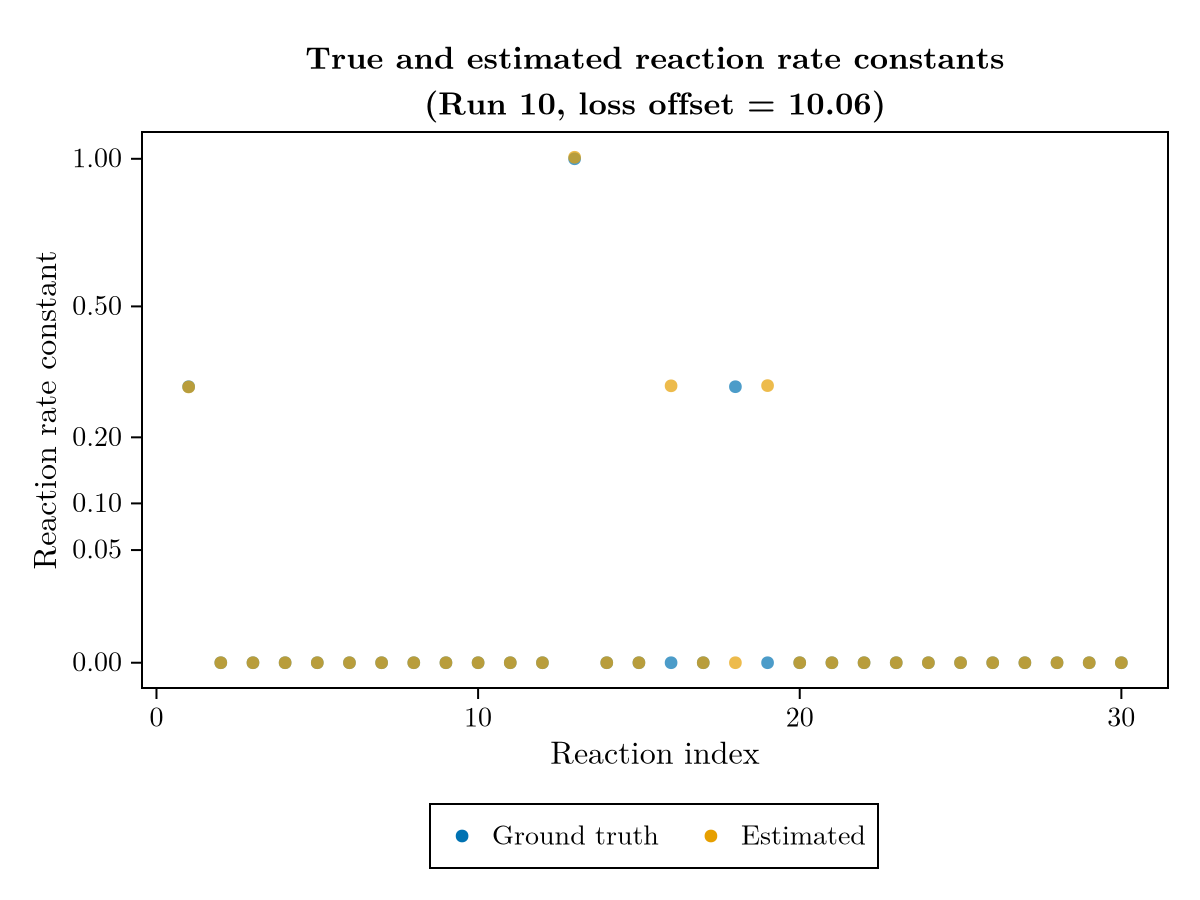 True and estimated reaction rate constants
(Run 10, loss offset = 10.06)
Reaction rate constant
1.00
0.50
0.20
0.10
0.05
0.00
0 10 20 30
Reaction index
Ground truth Estimated